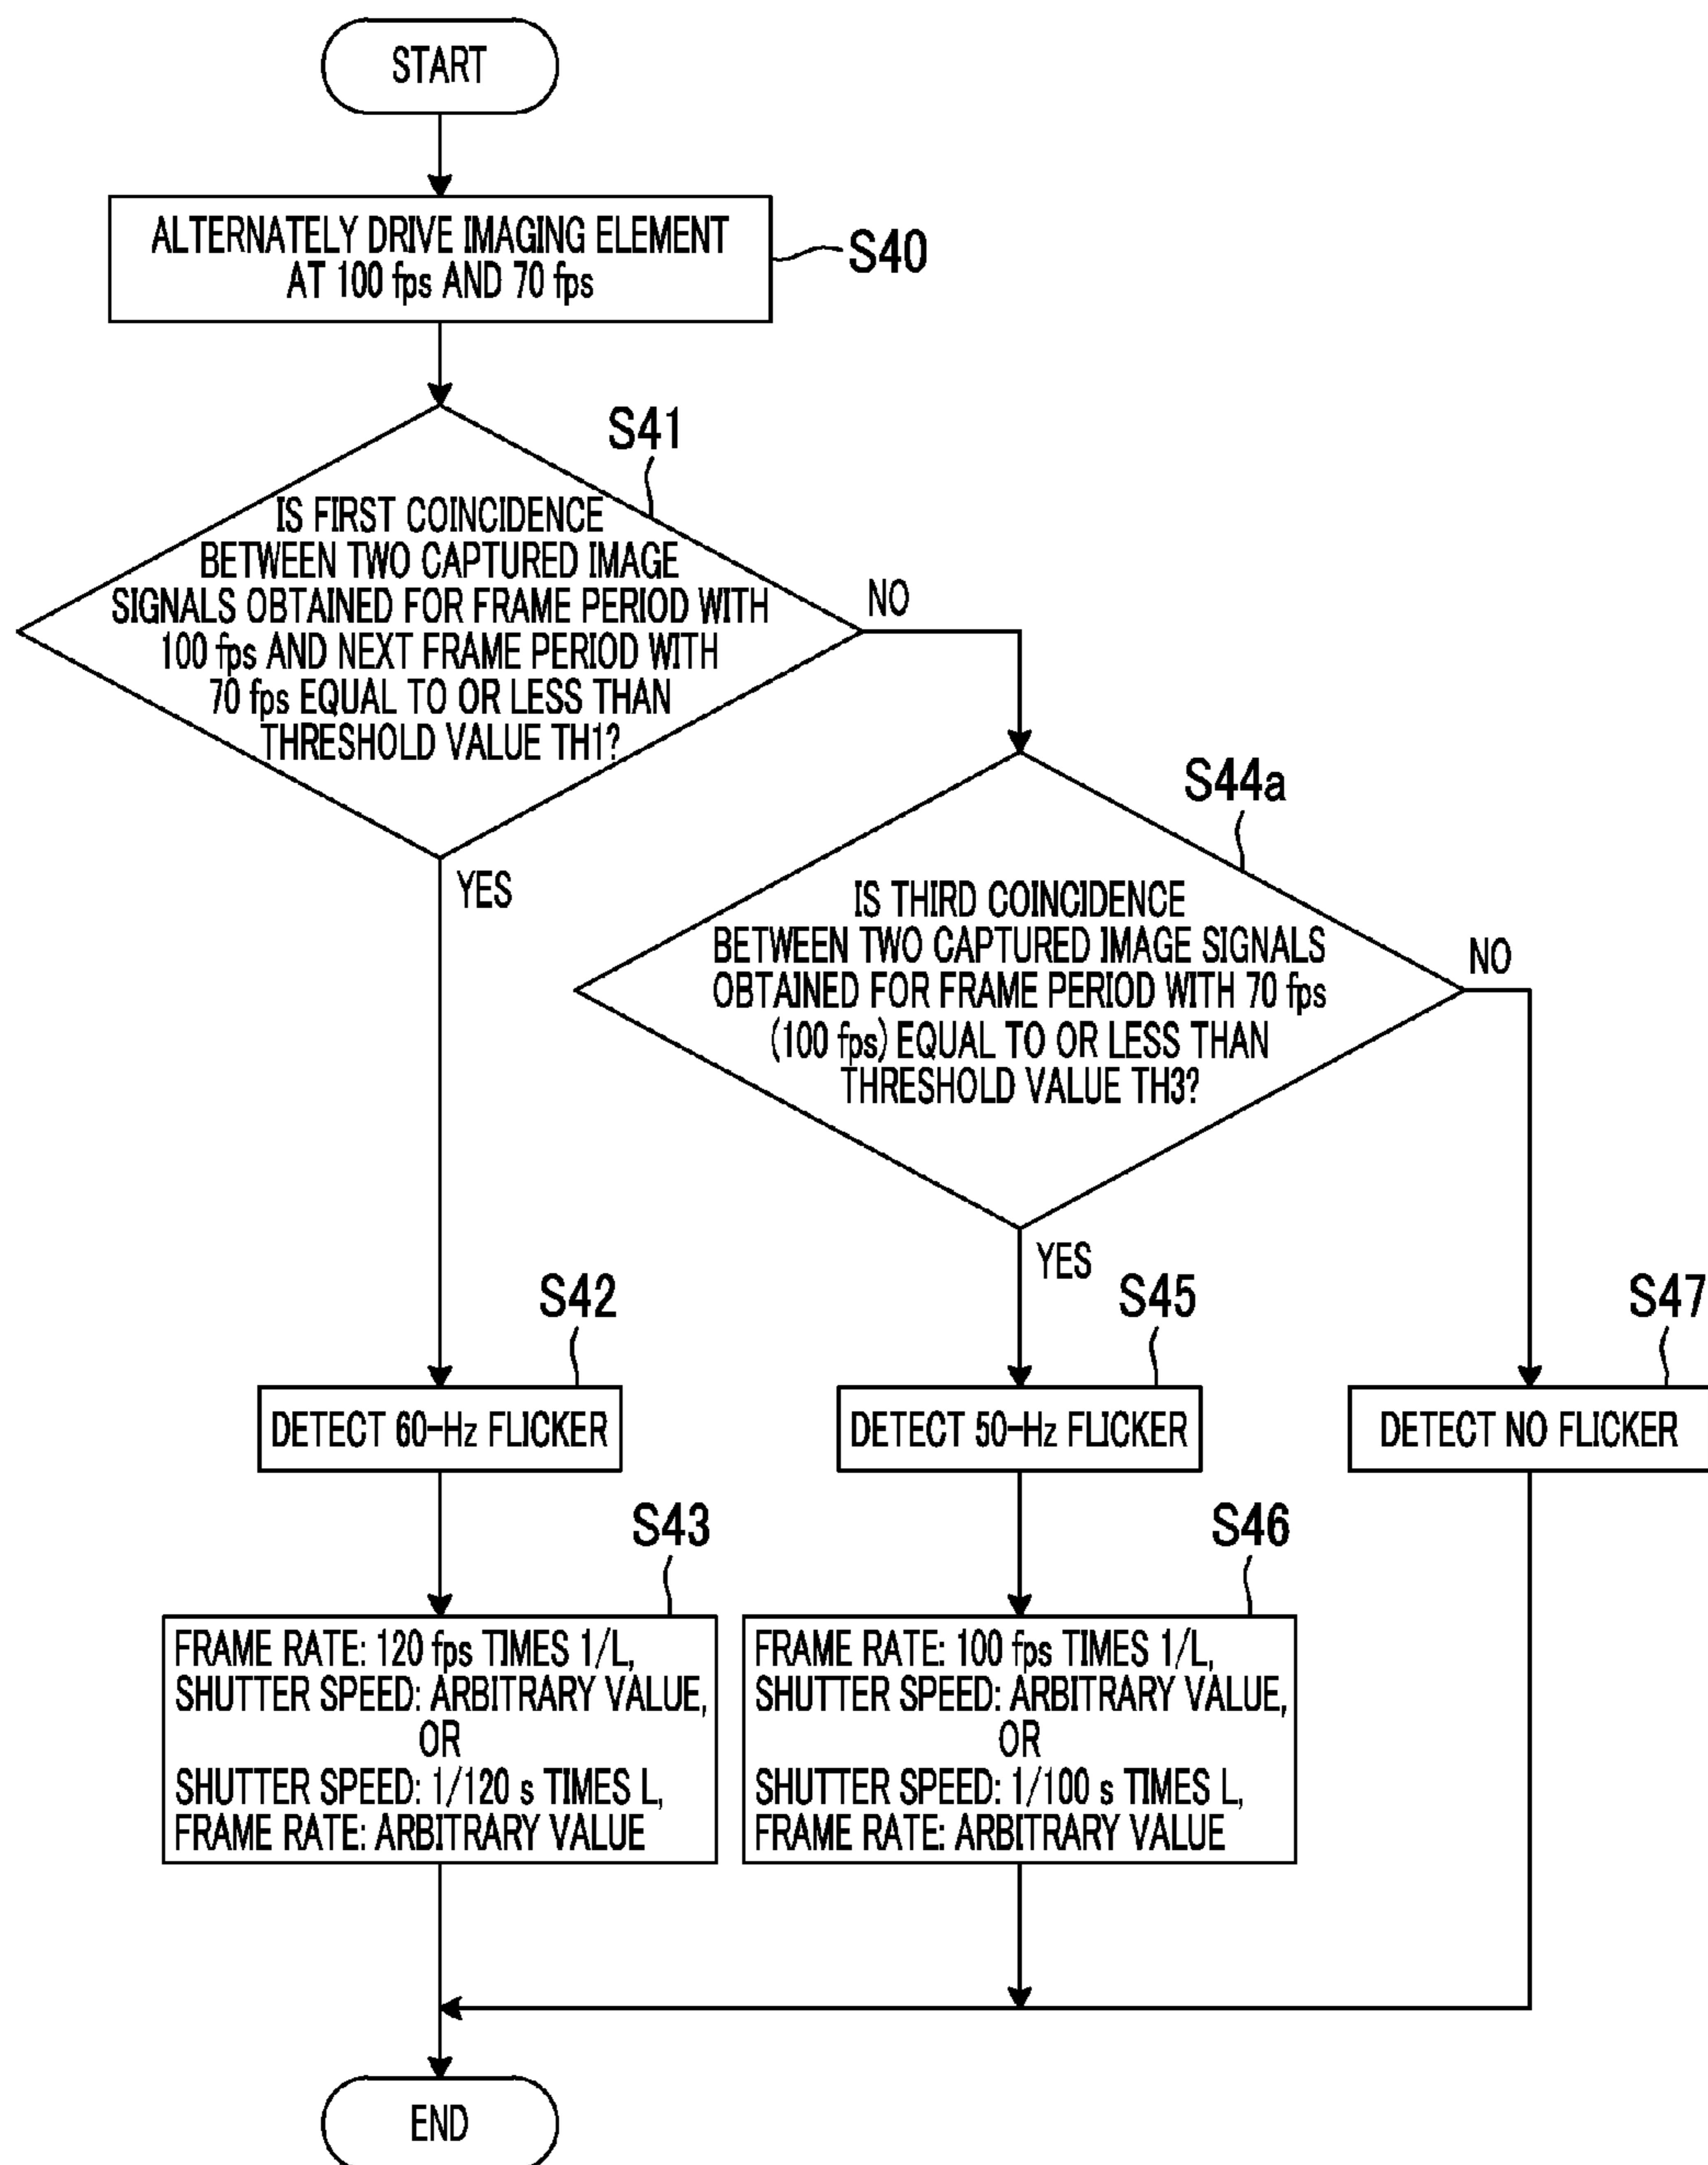 START
ALTERNATELY DRIVE IMAGING ELEMENT
AT 100 fps AND 70 fps
S40
S41
IS FIRST COINCIDENCE
BETWEEN TWO CAPTURED IMAGE
SIGNALS OBTAINED FOR FRAME PERIOD WITH
100 fps AND NEXT FRAME PERIOD WITH
70 fps EQUAL TO OR LESS THAN
THRESHOLD VALUE TH1?
NO
YES
S44a
IS THIRD COINCIDENCE
BETWEEN TWO CAPTURED IMAGE SIGNALS
OBTAINED FOR FRAME PERIOD WITH 70 fps
(100 fps) EQUAL TO OR LESS THAN
THRESHOLD VALUE TH3?
NO
YES
S42
DETECT 60-Hz FLICKER
S45
DETECT 50-Hz FLICKER
S47
DETECT NO FLICKER
S43
FRAME RATE: 120 fps TIMES 1/L,
SHUTTER SPEED: ARBITRARY VALUE,
OR
SHUTTER SPEED: 1/120 s TIMES L,
FRAME RATE: ARBITRARY VALUE
S46
FRAME RATE: 100 fps TIMES 1/L,
SHUTTER SPEED: ARBITRARY VALUE,
OR
SHUTTER SPEED: 1/100 s TIMES L,
FRAME RATE: ARBITRARY VALUE
END